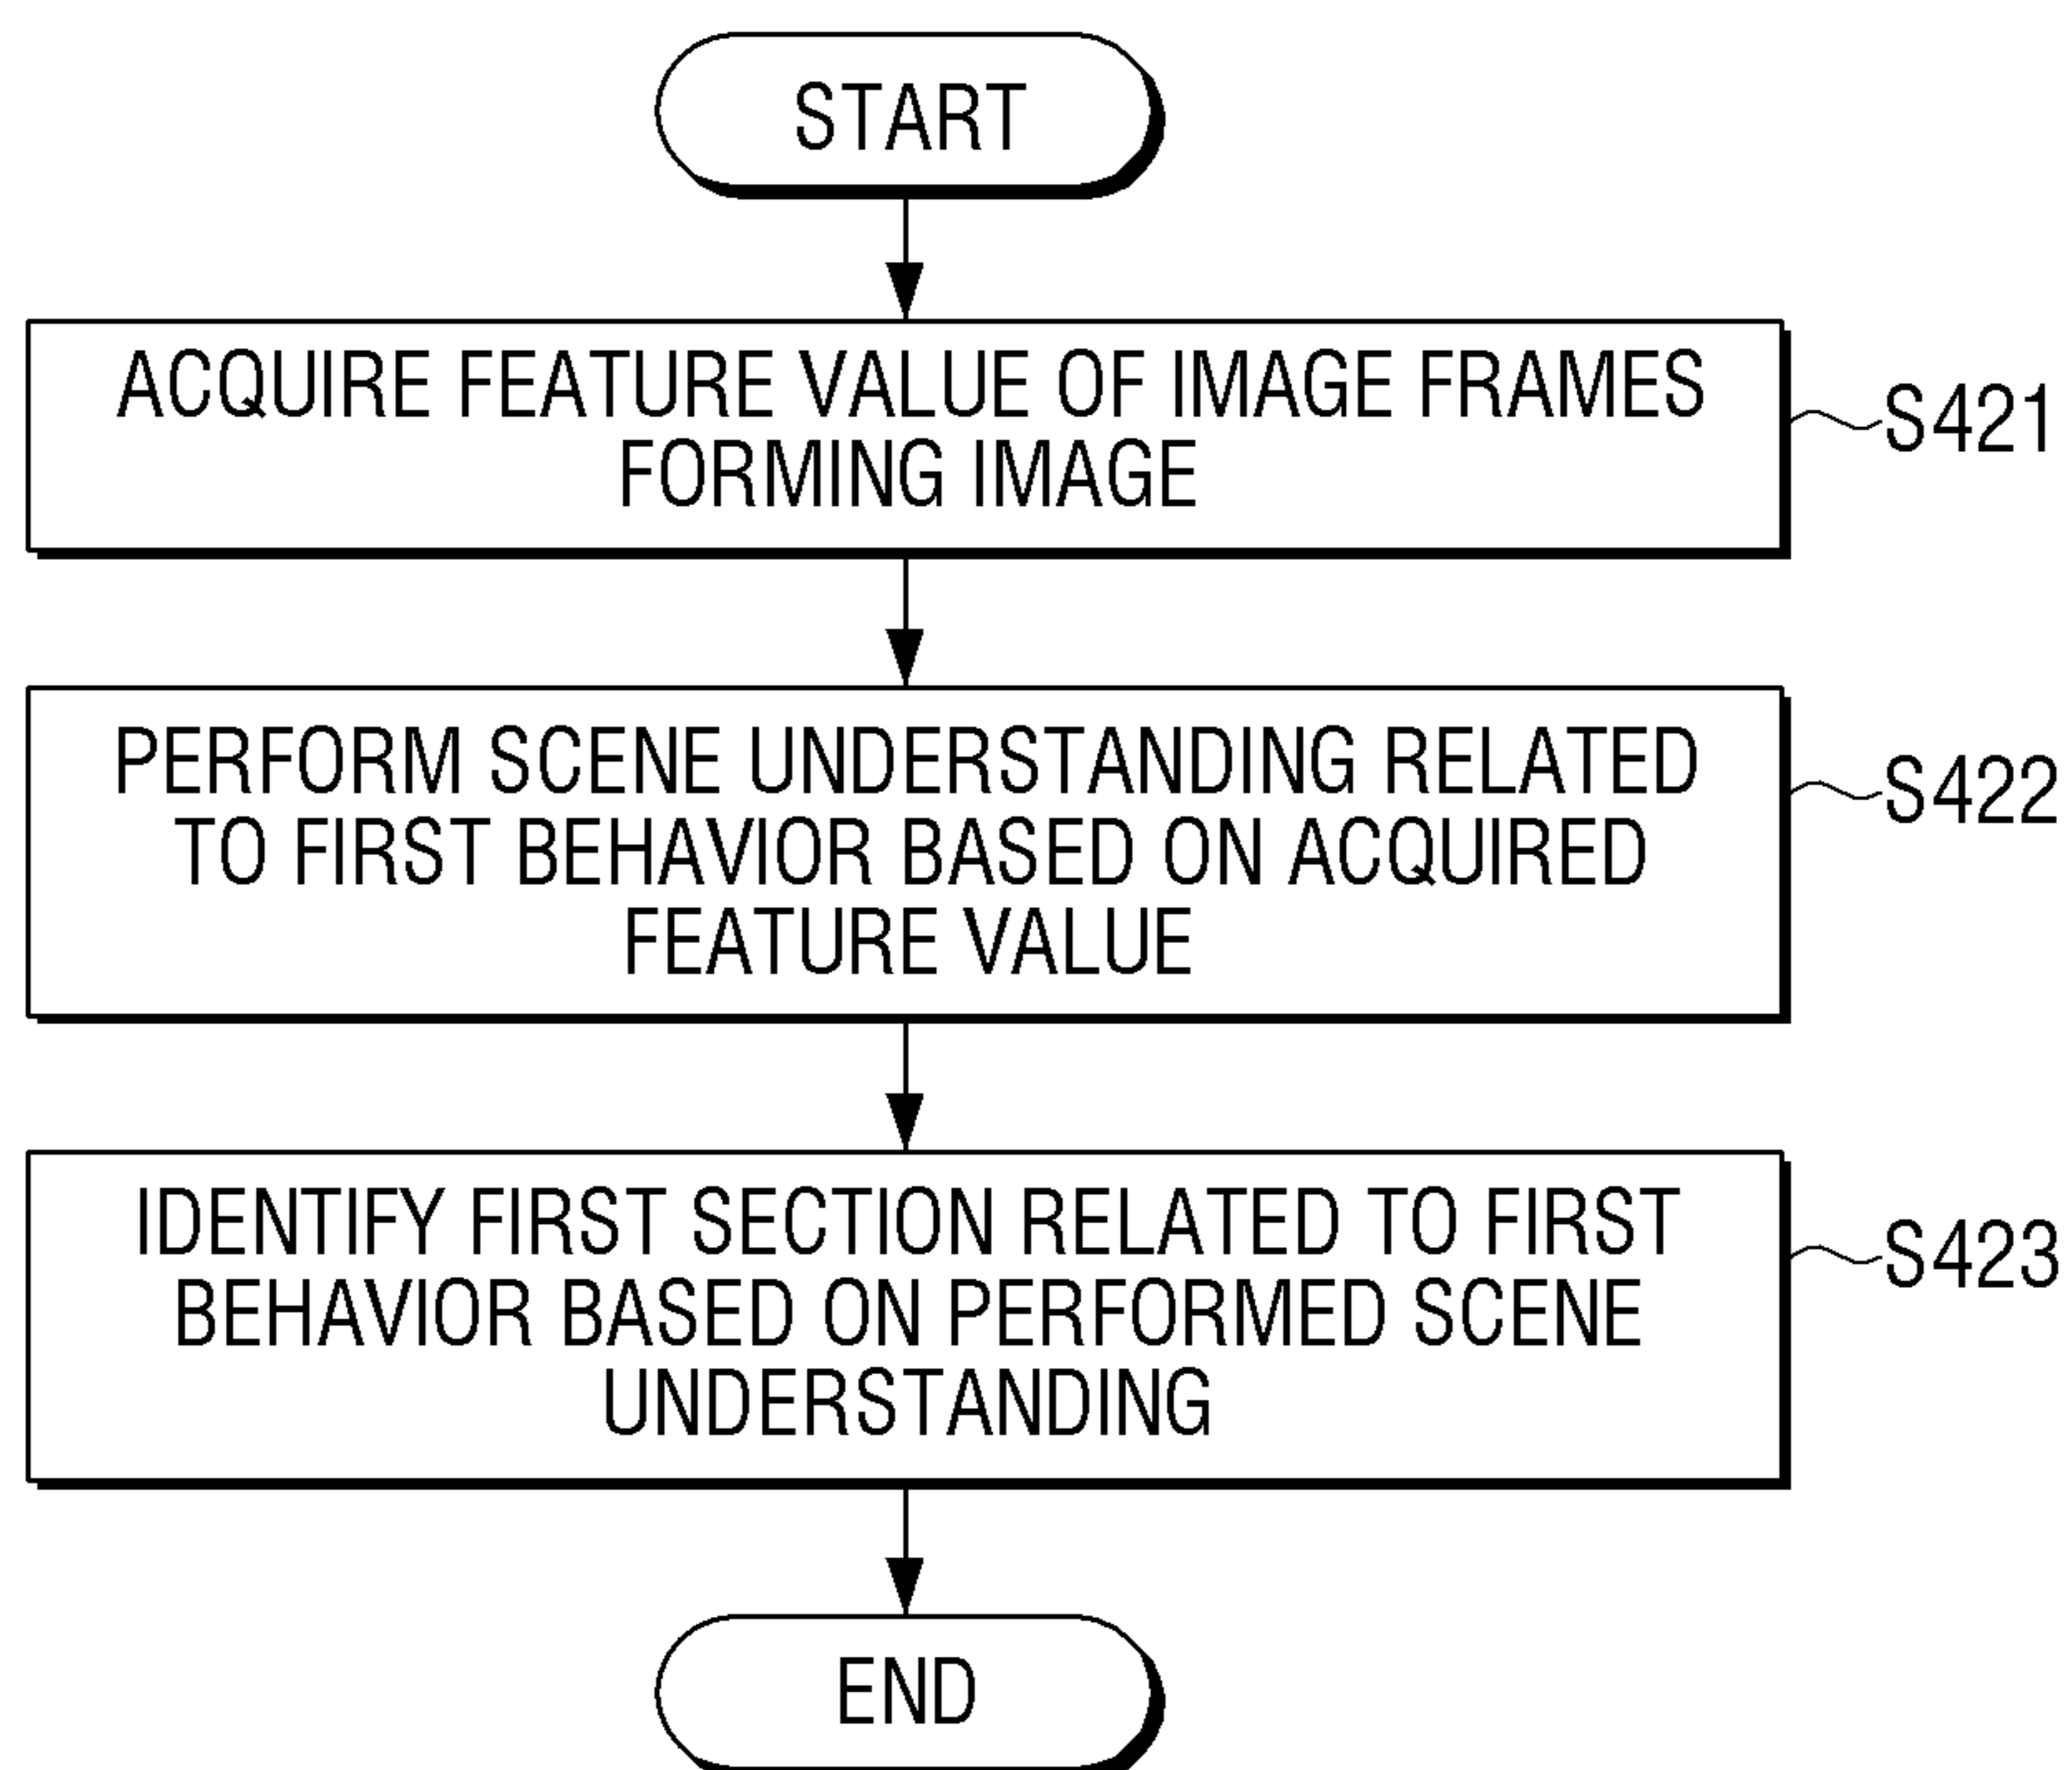 START
ACQUIRE FEATURE VALUE OF IMAGE FRAMES
FORMING IMAGE
S421
PERFORM SCENE UNDERSTANDING RELATED
TO FIRST BEHAVIOR BASED ON ACQUIRED
FEATURE VALUE
S422
IDENTIFY FIRST SECTION RELATED TO FIRST
BEHAVIOR BASED ON PERFORMED SCENE
UNDERSTANDING
S423
END